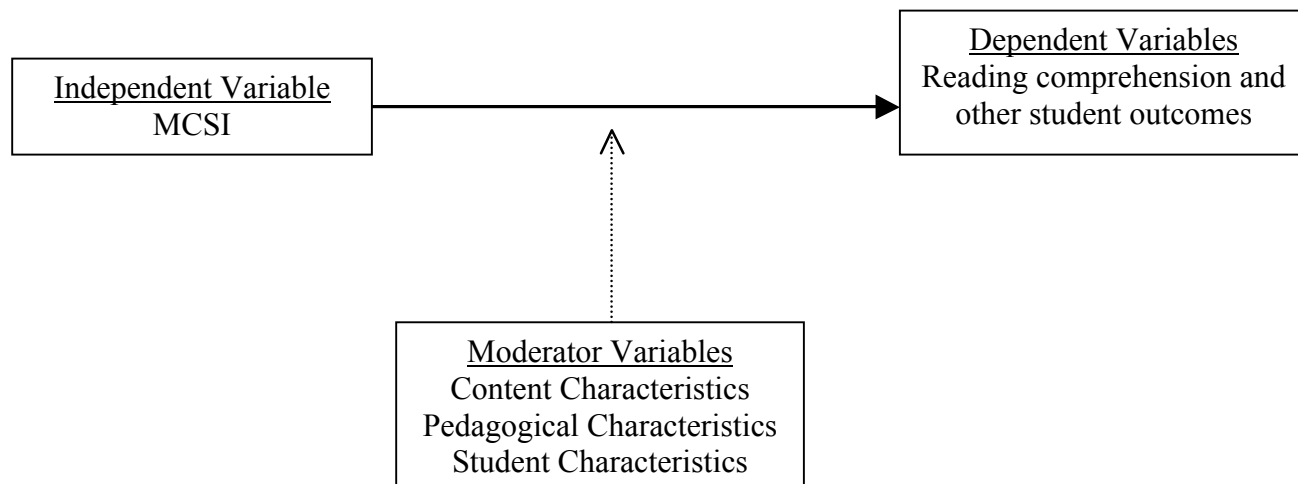 Independent Variable
MCSI
Dependent Variables
Reading comprehension and
other student outcomes
Moderator Variables
Content Characteristics
Pedagogical Characteristics
Student Characteristics